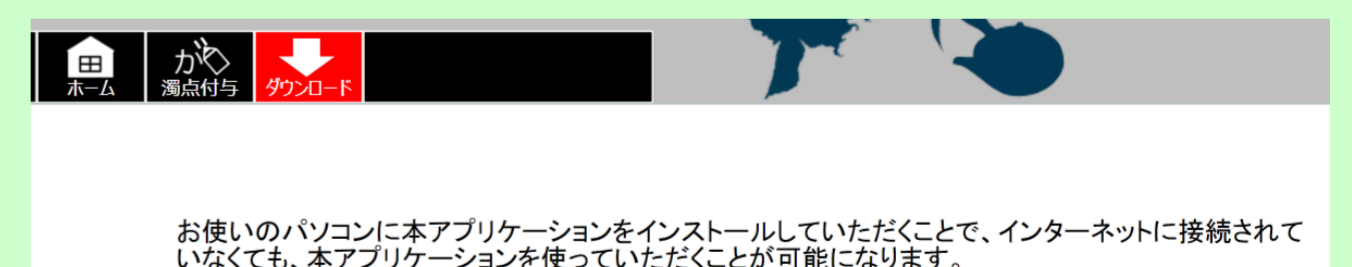 が
ホーム 濁点付与 ダウンロード
お使いのパソコンに本アプリケーションをインストールしていただくことで、インターネットに接続されて
いなくても、本アプリケーションを使っていただくことが可能になります。